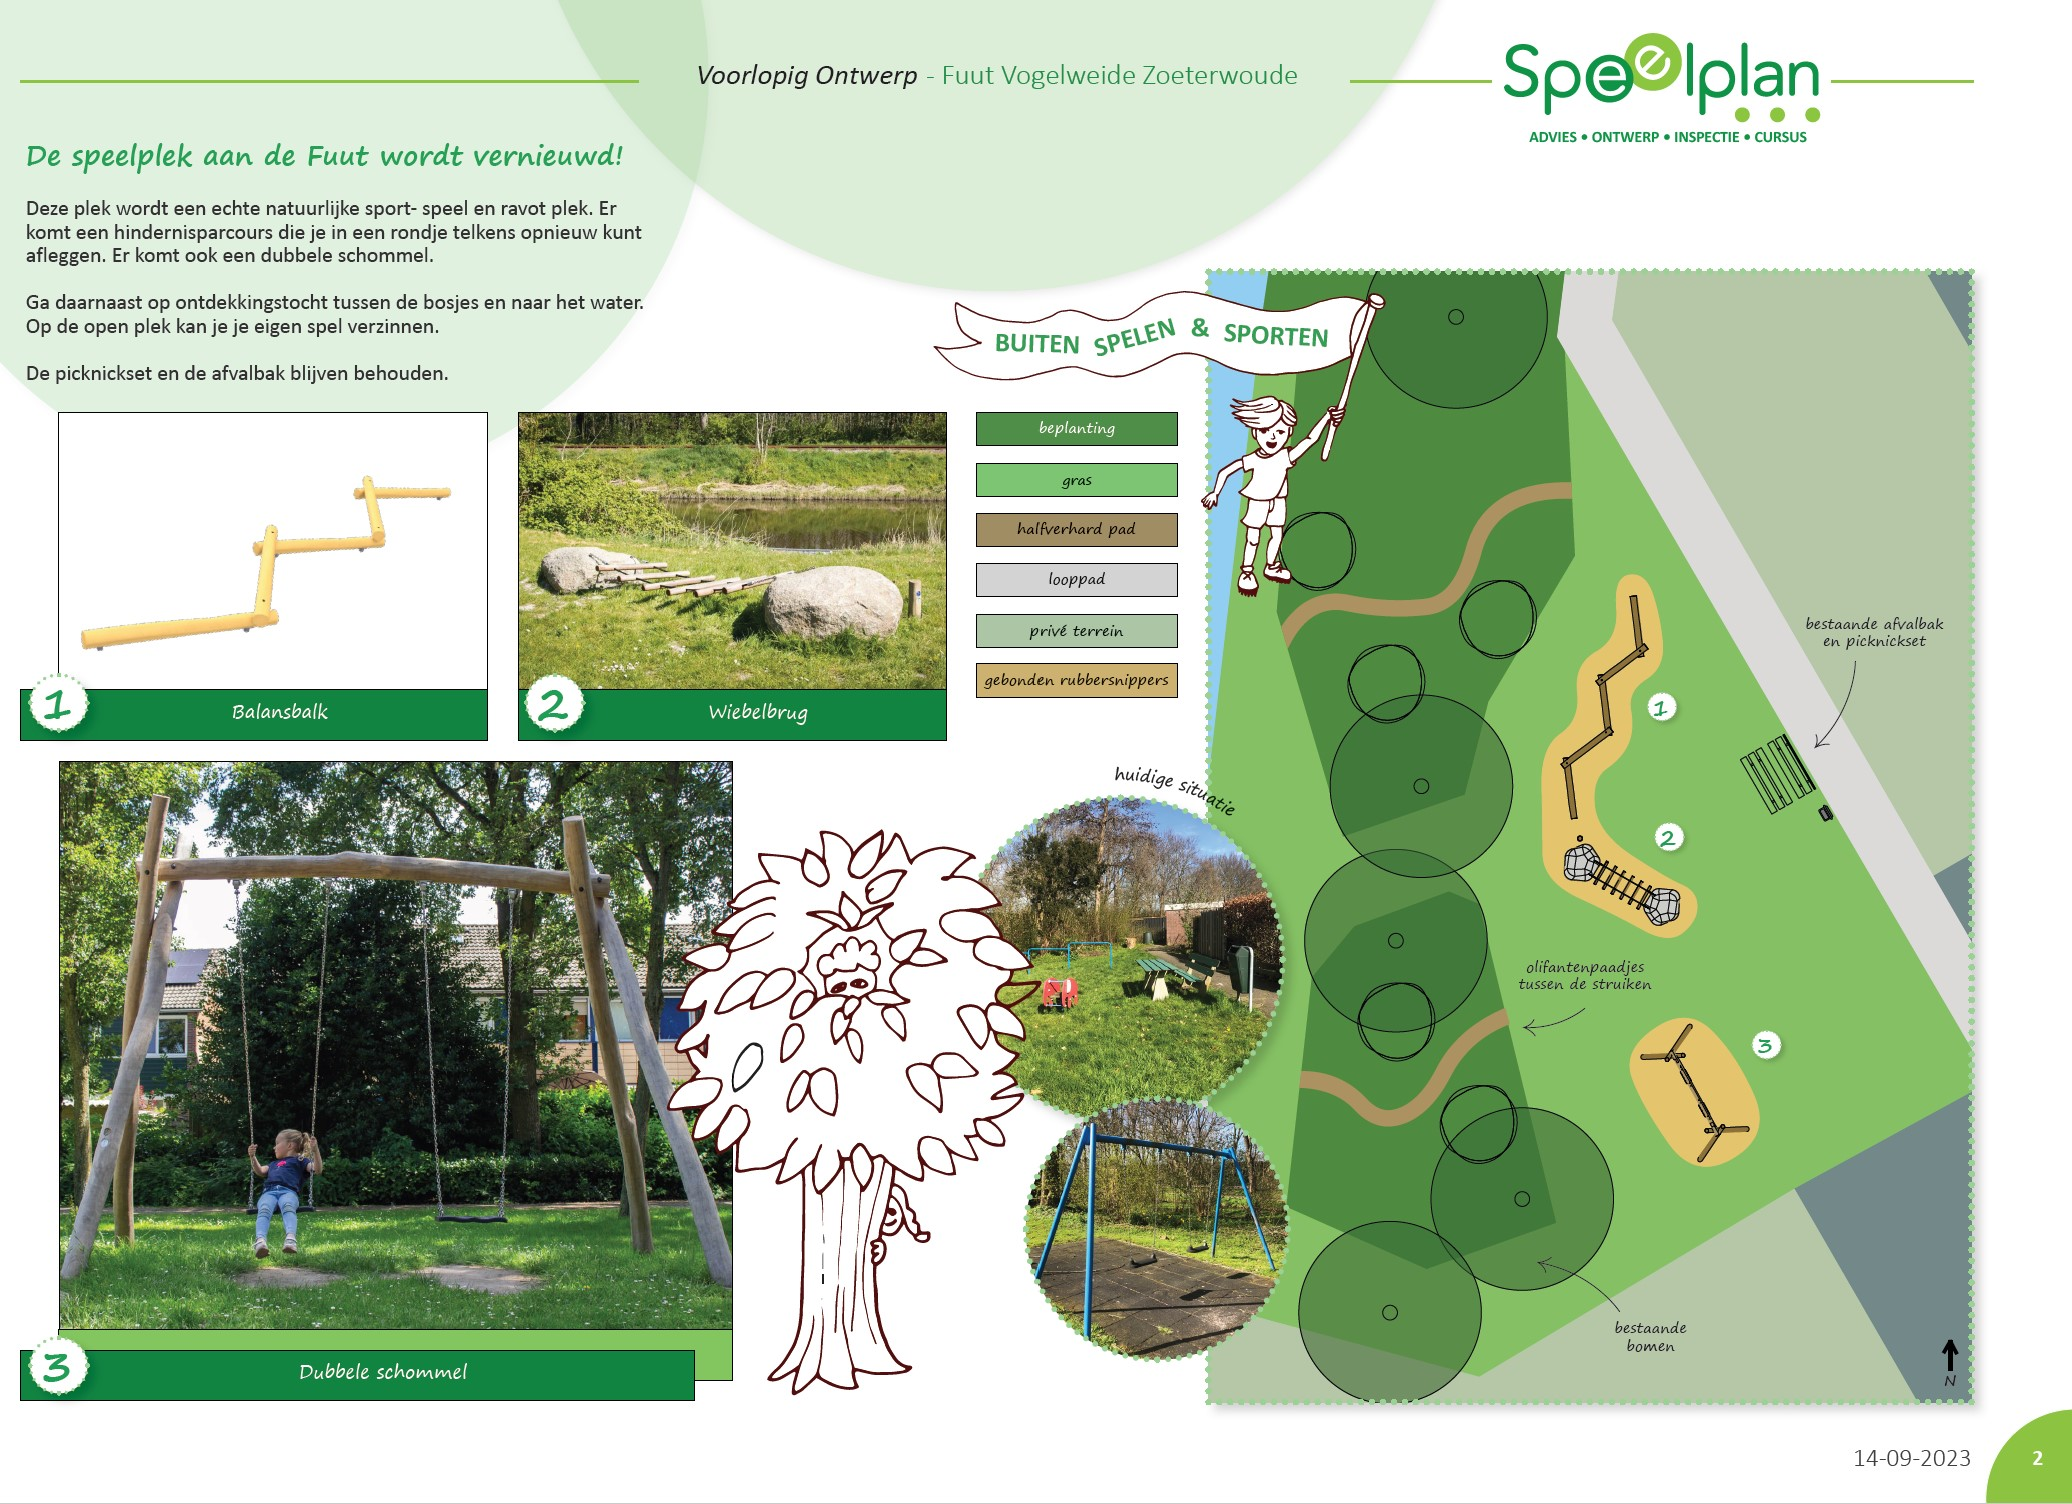 Voorlopig Ontwerp - Fuut Vogelweide Zoeterwoude
Speelplan
ADVIES • ONTWERP • INSPECTIE • CURSUS
De speelplek aan de Fuut wordt vernieuwd!
Deze plek wordt een echte natuurlijke sport- speel en ravot plek. Er
komt een hindernisparcours die je in een rondje telkens opnieuw kunt
afleggen. Er komt ook een dubbele schommel.
Ga daarnaast op ontdekkingstocht tussen de bosjes en naar het water.
Op de open plek kan je je eigen spel verzinnen.
De picknickset en de afvalbak blijven behouden.
BUITEN SPELEN & SPORTEN
1
Balansbalk
2
Wiebelbrug
beplanting
gras
halfverhard pad
looppad
privé terrein
gebonden rubbersnippers
3
Dubbele schommel
huidige situatie
bestaande afvalbak
en picknickset
1
2
olifantenpaadjes
tussen de struiken
3
bestaande
bomen
N
14-09-2023
2